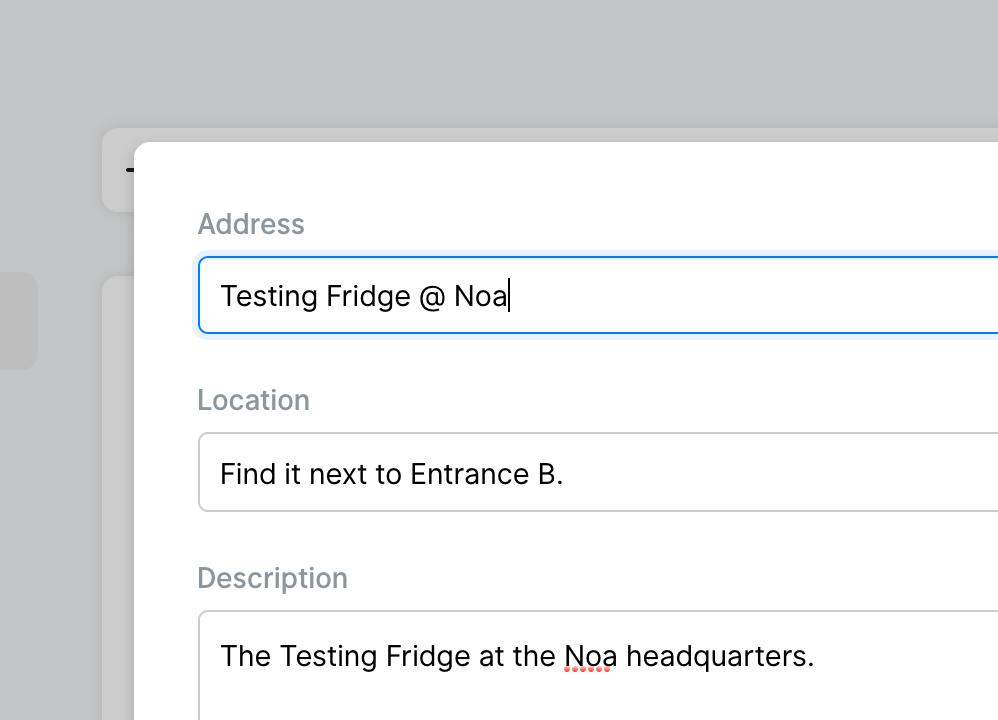 Address
Testing Fridge @ Noa
Location
Find it next to Entrance B.
Description
The Testing Fridge at the Noa headquarters.